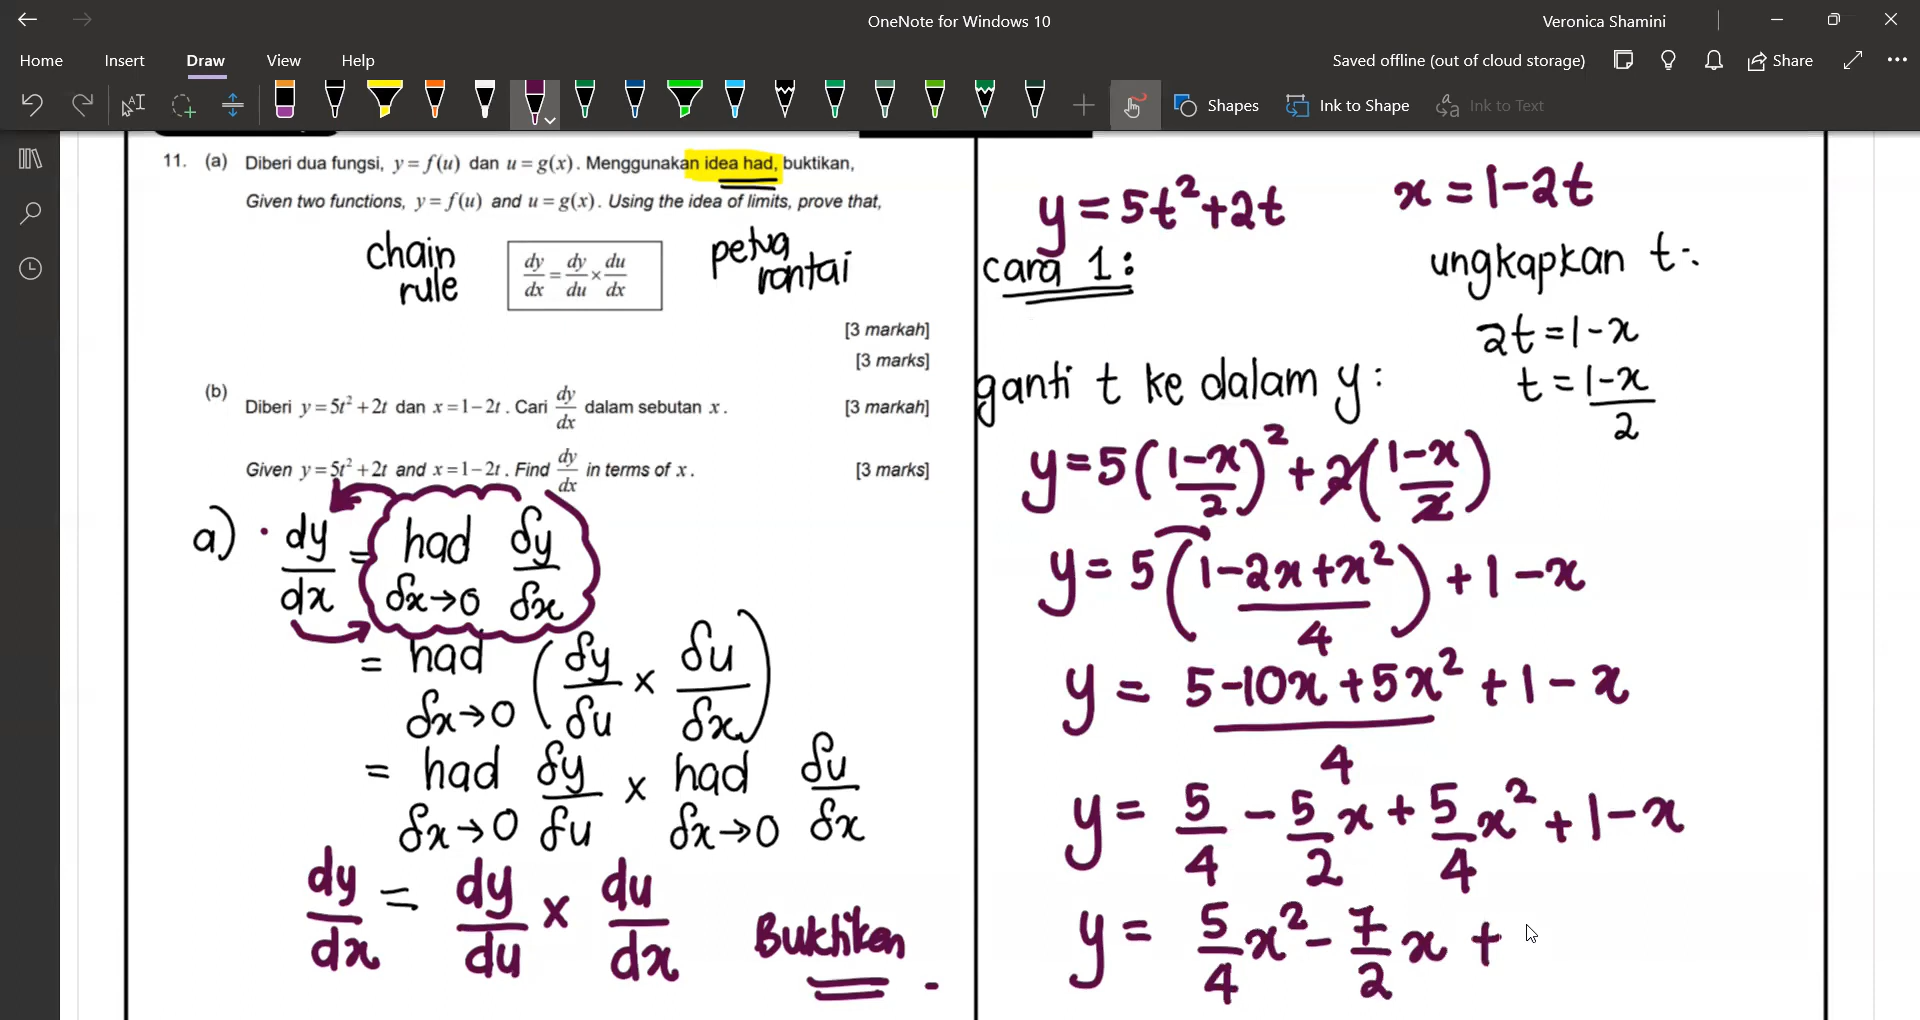 OneNote for Windows 10
Veronica Shamini
Home Insert Draw View Help
Saved offline (out of cloud storage)
Share
Shapes
Ink to Shape
Ink to Text
11. (a) Diberi dua fungsi, y = f(u) dan u = g(x). Menggunakan idea had, buktikan,
Given two functions, y = f(u) and u = g(x). Using the idea of limits, prove that,
chain rule
dy/dx = dy/du × du/dx
petua rantai
[3 markah]
[3 marks]
(b) Diberi y = 5t² + 2t dan x = 1 − 2t. Cari dy/dx dalam sebutan x. [3 markah]
Given y = 5t² + 2t and x = 1 − 2t. Find dy/dx in terms of x. [3 marks]
a) dy/dx = had δx→0 δy/δx
= had δx→0 (δy/δu × δu/δx)
= had δx→0 δy/δu × had δx→0 δu/δx
dy/dx = dy/du × du/dx
y = 5t² + 2t
x = 1 − 2t
cara 1:
ungkapkan t:
2t = 1 − x
t = 1 − x / 2
ganti t ke dalam y:
y = 5(1 − x / 2)² + 2(1 − x / 2)
y = 5(1 − 2x + x² / 4) + 1 − x
y = 5 − 10x + 5x² / 4 + 1 − x
y = 5/4 − 5/2 x + 5/4 x² + 1 − x
y = 5/4 x² − 7/2 x +